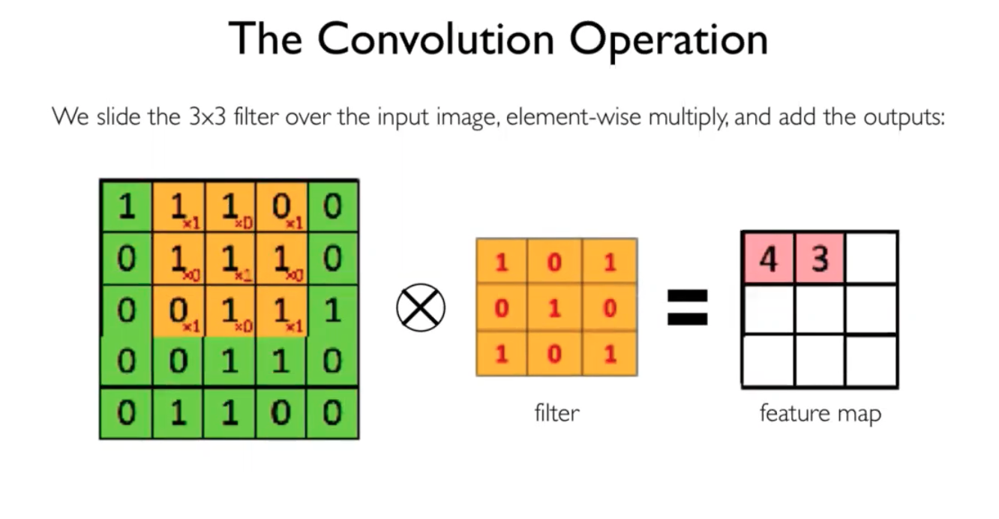 The Convolution Operation
We slide the 3x3 filter over the input image, element-wise multiply, and add the outputs:
1 1 ×1 1 ×0 0 ×1 0
0 1 ×0 1 ×1 1 ×0 0
0 0 ×1 1 ×0 1 ×1 1
0 0 1 1 0
0 1 1 0 0
1 0 1
0 1 0
1 0 1
filter
=
4 3
feature map